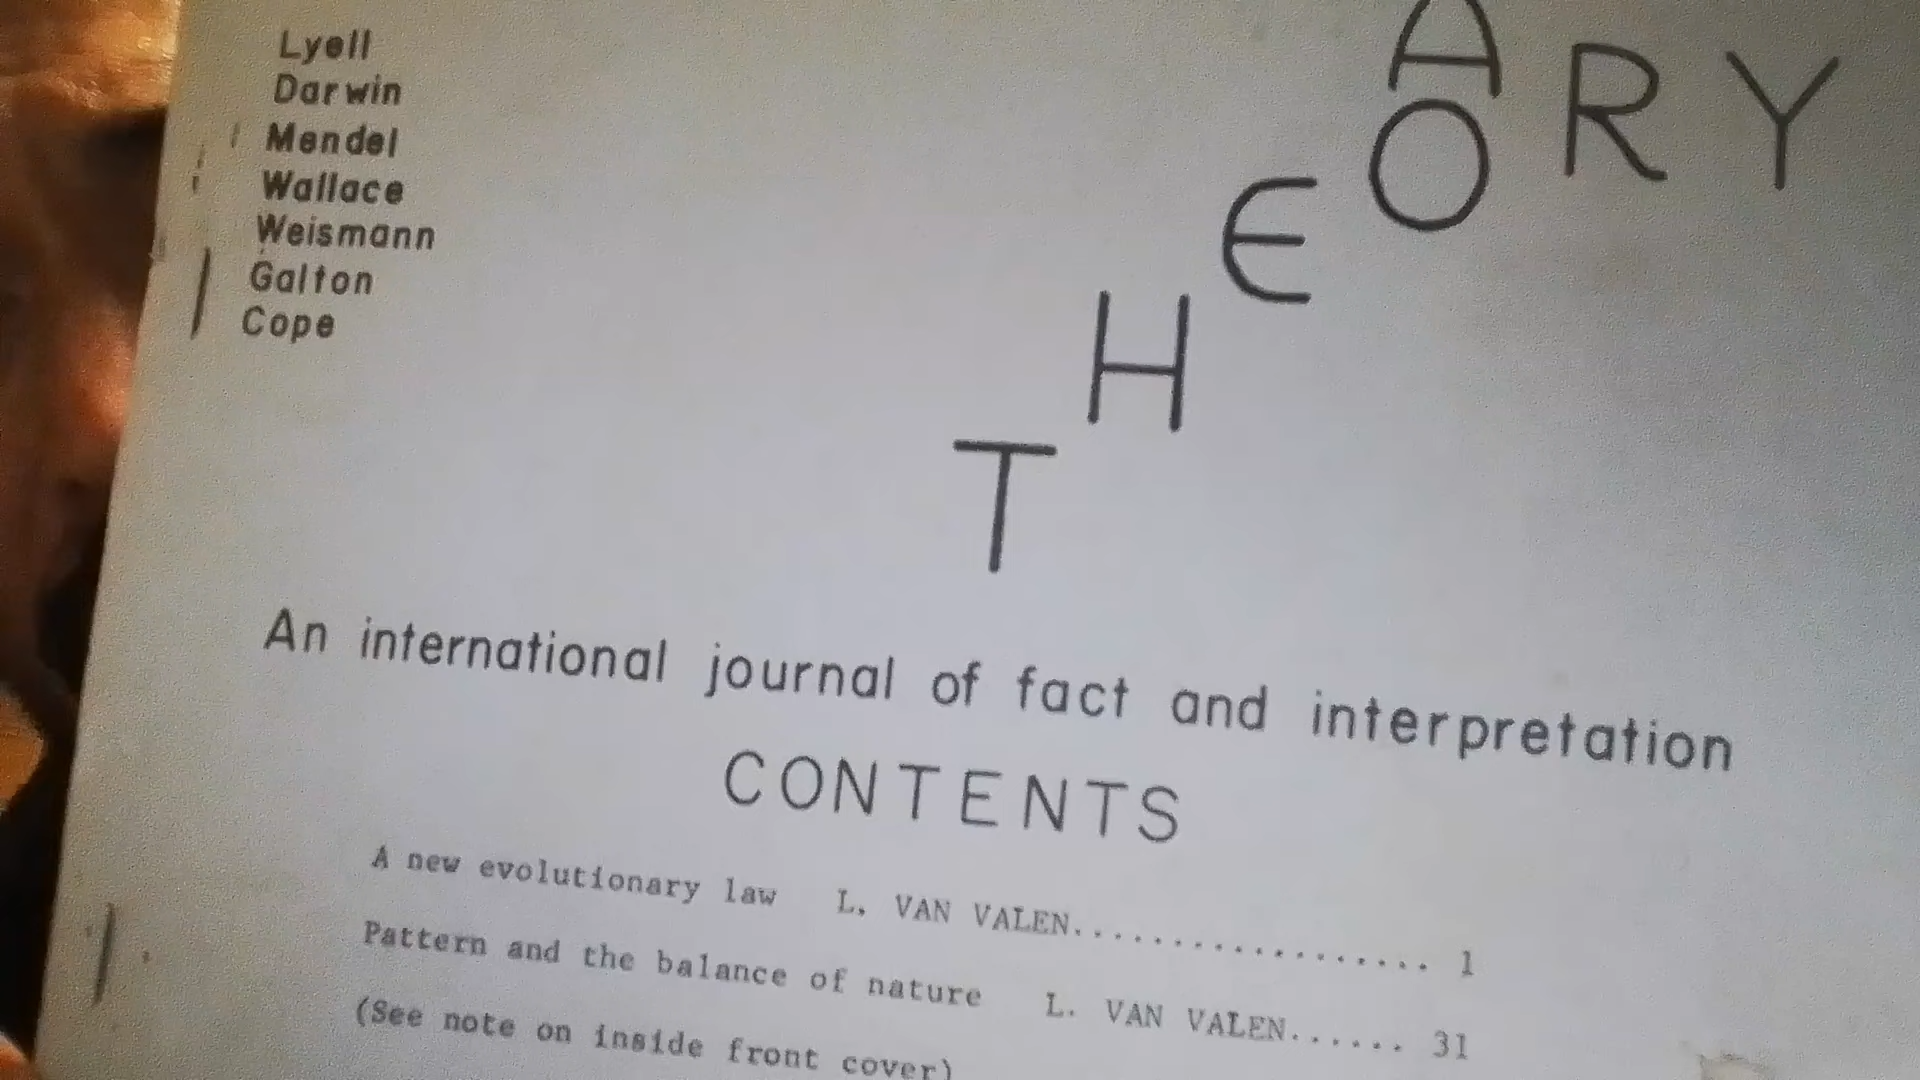 Lyell
Darwin
Mendel
Wallace
Weismann
Galton
Cope
A
THEORY
An international journal of fact and interpretation
CONTENTS
A new evolutionary law L. VAN VALEN.................. 1
Pattern and the balance of nature L. VAN VALEN...... 31
(See note on inside front cover)